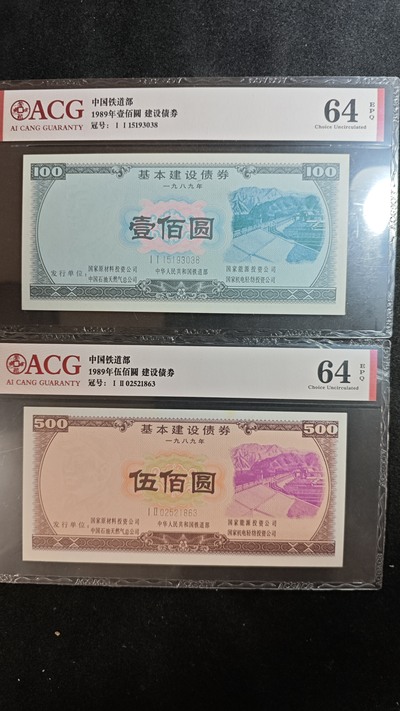 ACG
AI CANG GUARANTY
中国铁道部
1989年壹佰圆 建设债券
冠号: I I 15193038
64
EPQ
Choice Uncirculated
100
100
基本建设债券
一九八九年
壹佰圆
I I 15193038
发行单位:
国家原材料投资公司
中国石油天然气总公司
中华人民共和国铁道部
国家能源投资公司
国家机电轻纺投资公司
ACG
AI CANG GUARANTY
中国铁道部
1989年伍佰圆 建设债券
冠号: I II 02521863
64
EPQ
Choice Uncirculated
500
500
基本建设债券
一九八九年
伍佰圆
I II 02521863
发行单位:
国家原材料投资公司
中国石油天然气总公司
中华人民共和国铁道部
国家能源投资公司
国家机电轻纺投资公司